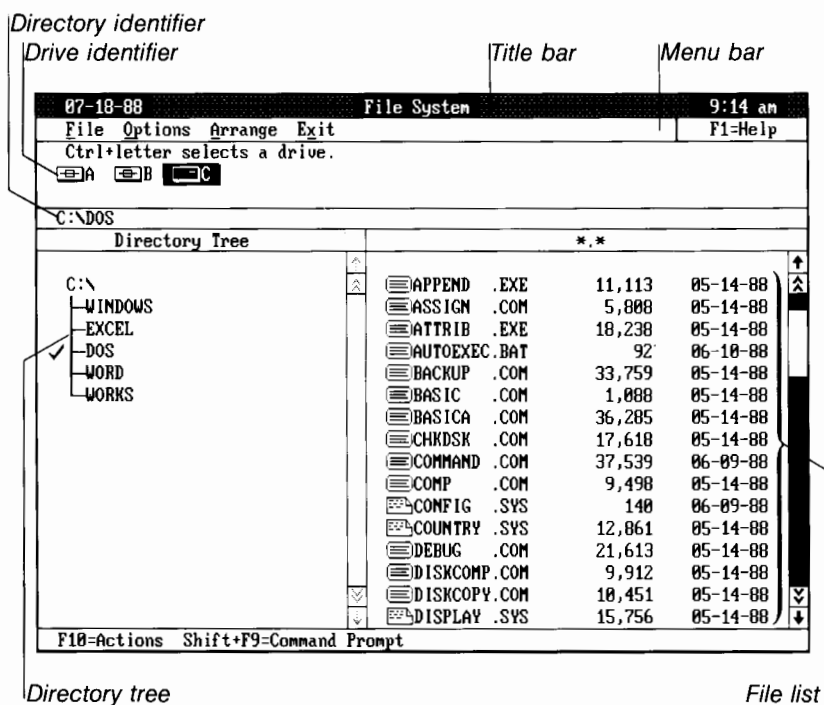 Directory identifier
Drive identifier Title bar Menu bar
07-18-88 File System 9:14 am
File Options Arrange Exit F1=Help
Ctrl+letter selects a drive.
A B C
C:\DOS
Directory Tree *.*
C:\
WINDOWS
EXCEL
DOS
WORD
WORKS
APPEND .EXE 11,113 05-14-88
ASSIGN .COM 5,808 05-14-88
ATTRIB .EXE 18,238 05-14-88
AUTOEXEC.BAT 92 06-10-88
BACKUP .COM 33,759 05-14-88
BASIC .COM 1,088 05-14-88
BASICA .COM 36,285 05-14-88
CHKDSK .COM 17,618 05-14-88
COMMAND .COM 37,539 06-09-88
COMP .COM 9,498 05-14-88
CONFIG .SYS 140 06-09-88
COUNTRY .SYS 12,861 05-14-88
DEBUG .COM 21,613 05-14-88
DISKCOMP.COM 9,912 05-14-88
DISKCOPY.COM 10,451 05-14-88
DISPLAY .SYS 15,756 05-14-88
F10=Actions Shift+F9=Command Prompt
Directory tree File list